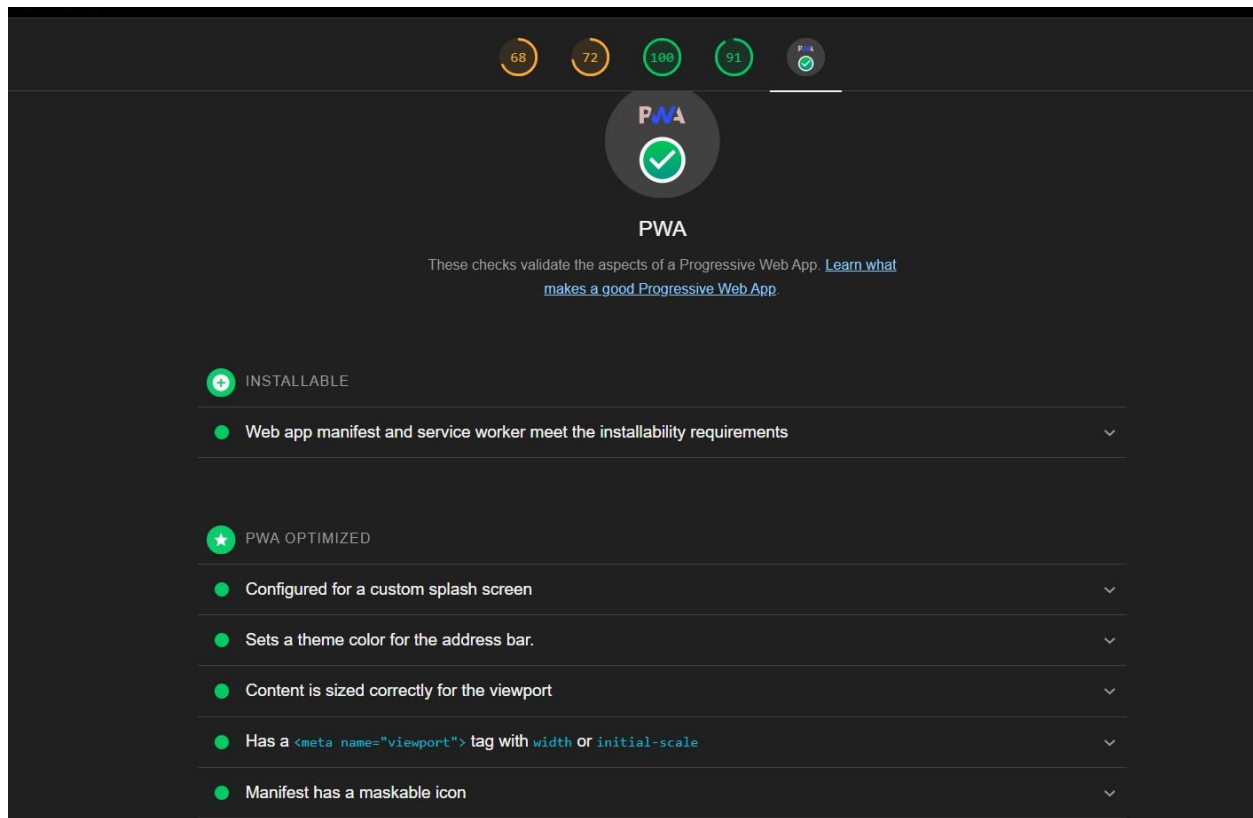 68 72 100 91 PWA
PWA
PWA
These checks validate the aspects of a Progressive Web App. Learn what
makes a good Progressive Web App.
INSTALLABLE
Web app manifest and service worker meet the installability requirements
PWA OPTIMIZED
Configured for a custom splash screen
Sets a theme color for the address bar.
Content is sized correctly for the viewport
Has a <meta name="viewport"> tag with width or initial-scale
Manifest has a maskable icon